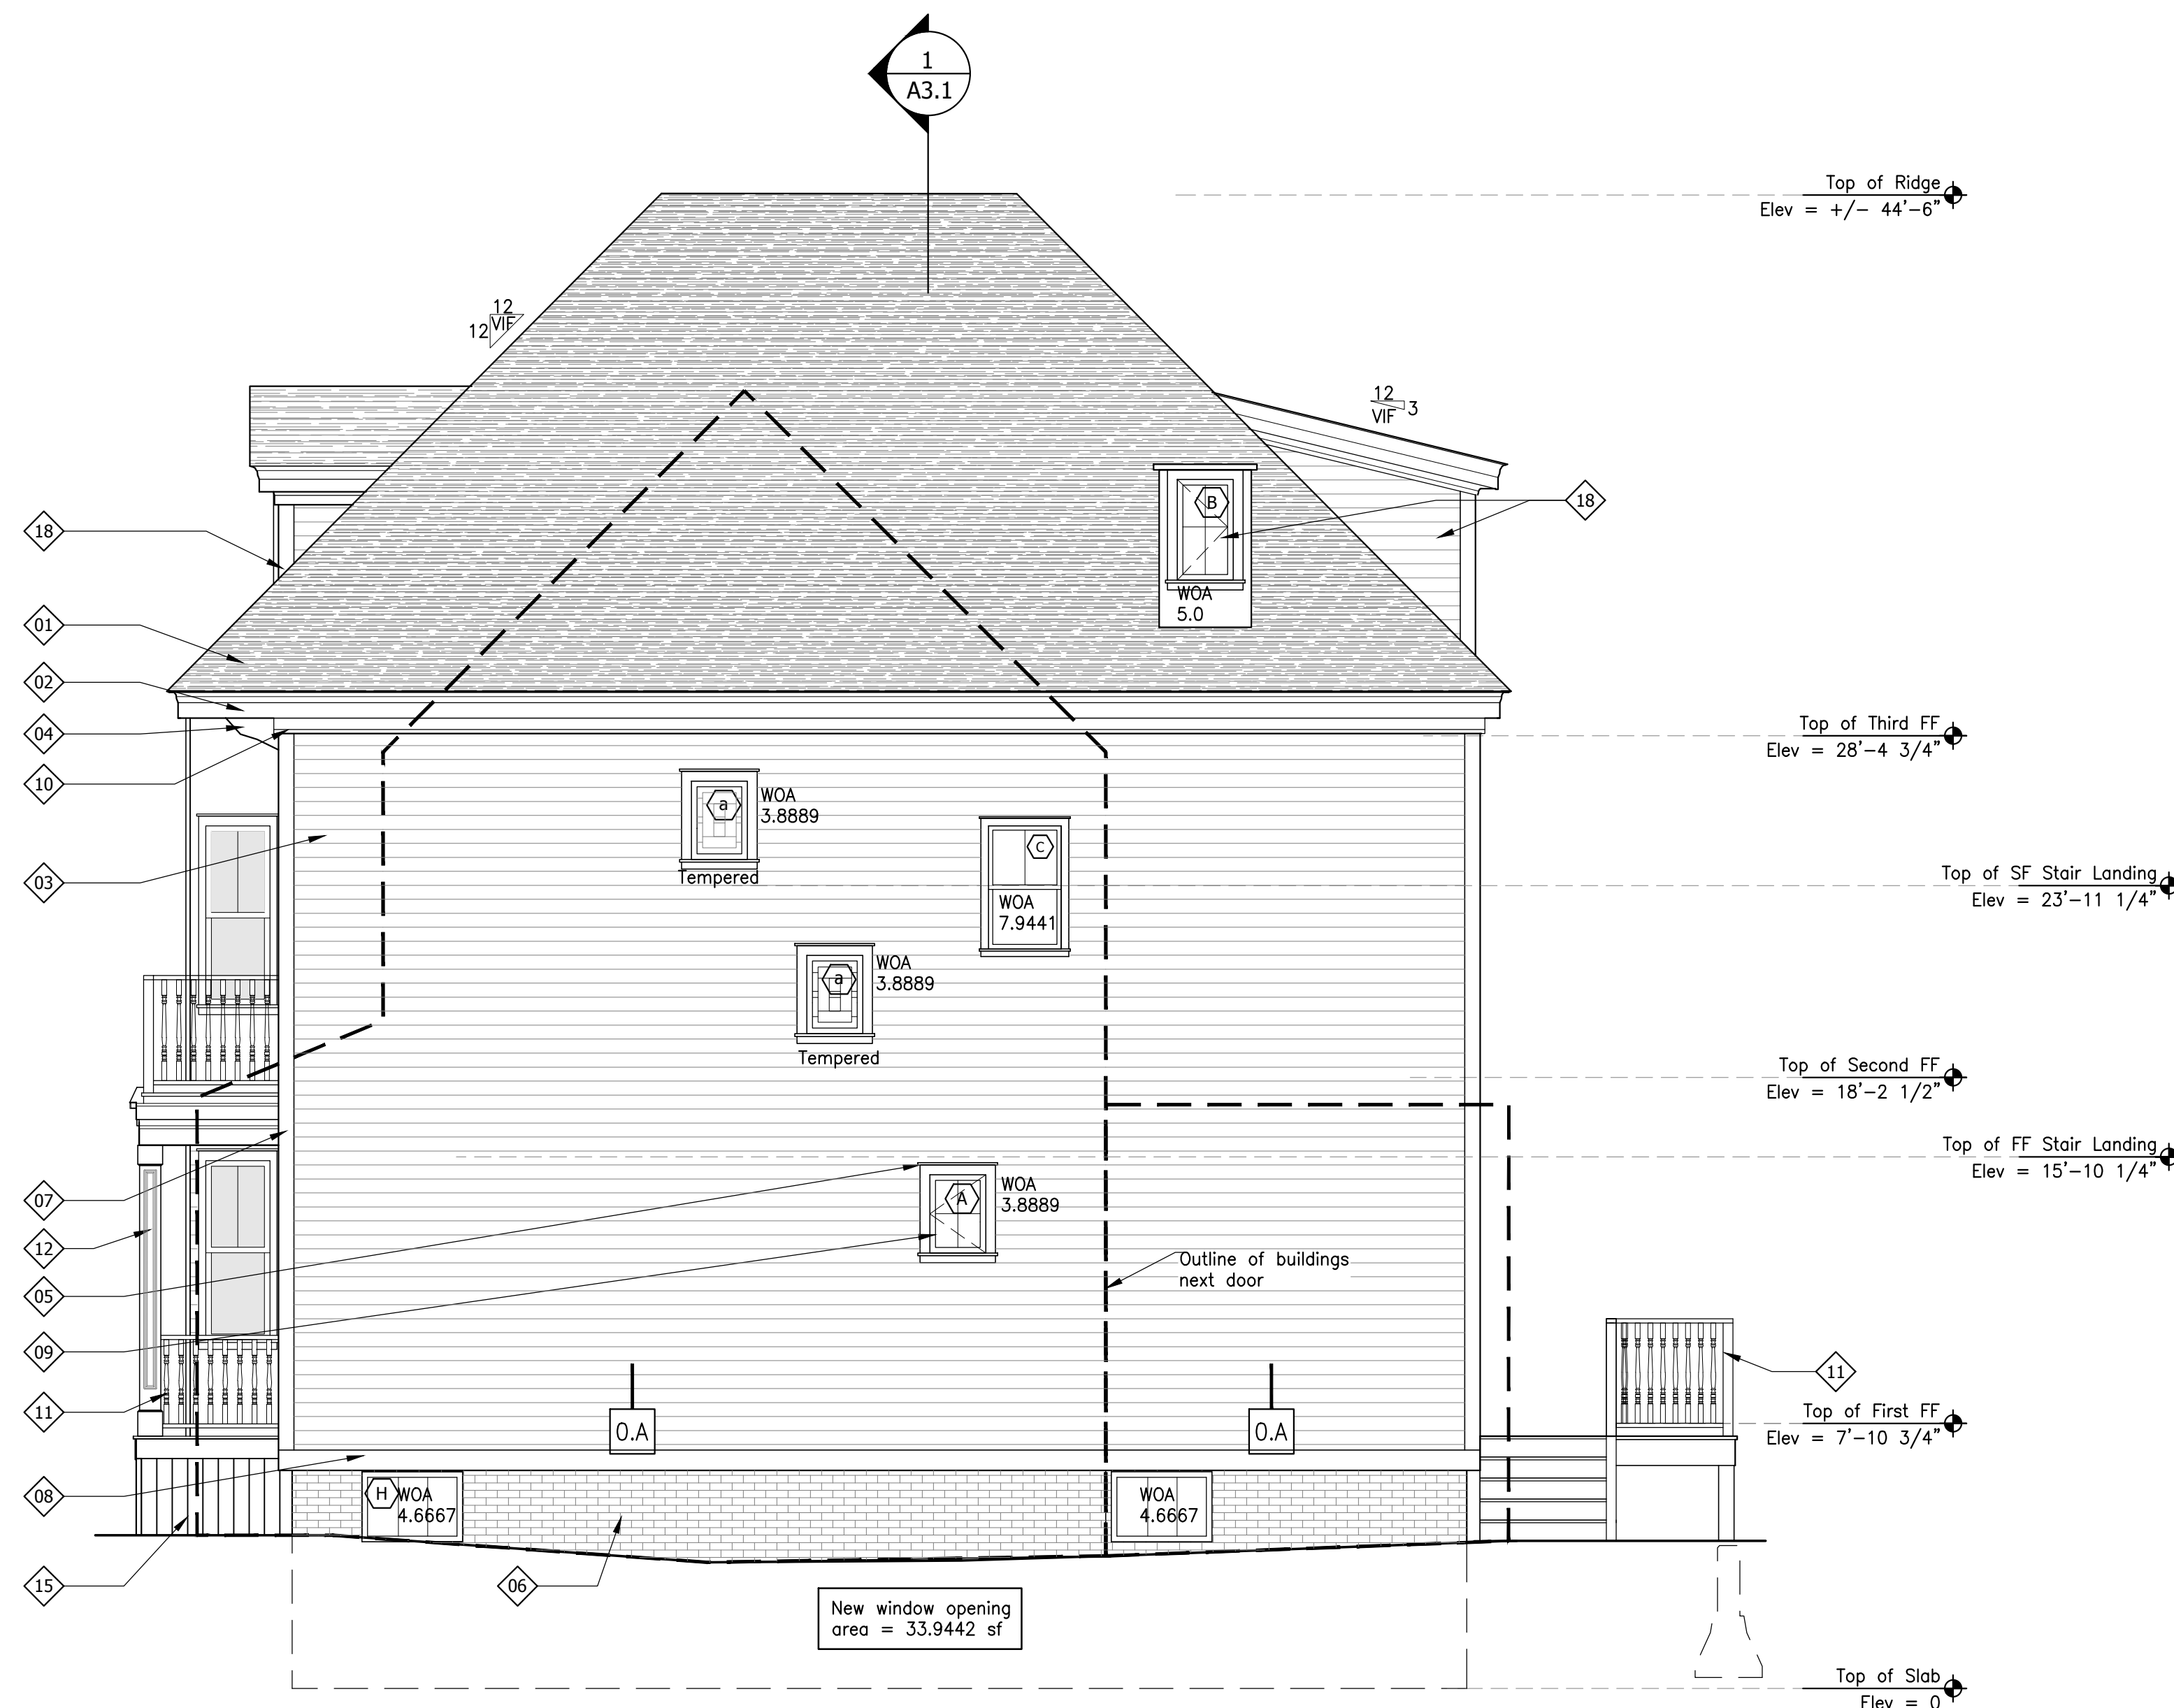 1
A3.1
Top of Ridge
Elev = +/- 44'-6"
12
12
VIF
12
VIF
3
B
WOA
5.0
18
18
01
02
04
10
03
Top of Third FF
Elev = 28'-4 3/4"
a
WOA
3.8889
Tempered
C
WOA
7.9441
Top of SF Stair Landing
Elev = 23'-11 1/4"
a
WOA
3.8889
Tempered
Top of Second FF
Elev = 18'-2 1/2"
Top of FF Stair Landing
Elev = 15'-10 1/4"
A
WOA
3.8889
07
12
05
09
11
08
15
Outline of buildings
next door
11
Top of First FF
Elev = 7'-10 3/4"
O.A
O.A
H
WOA
4.6667
WOA
4.6667
06
New window opening
area = 33.9442 sf
Top of Slab
Elev = 0